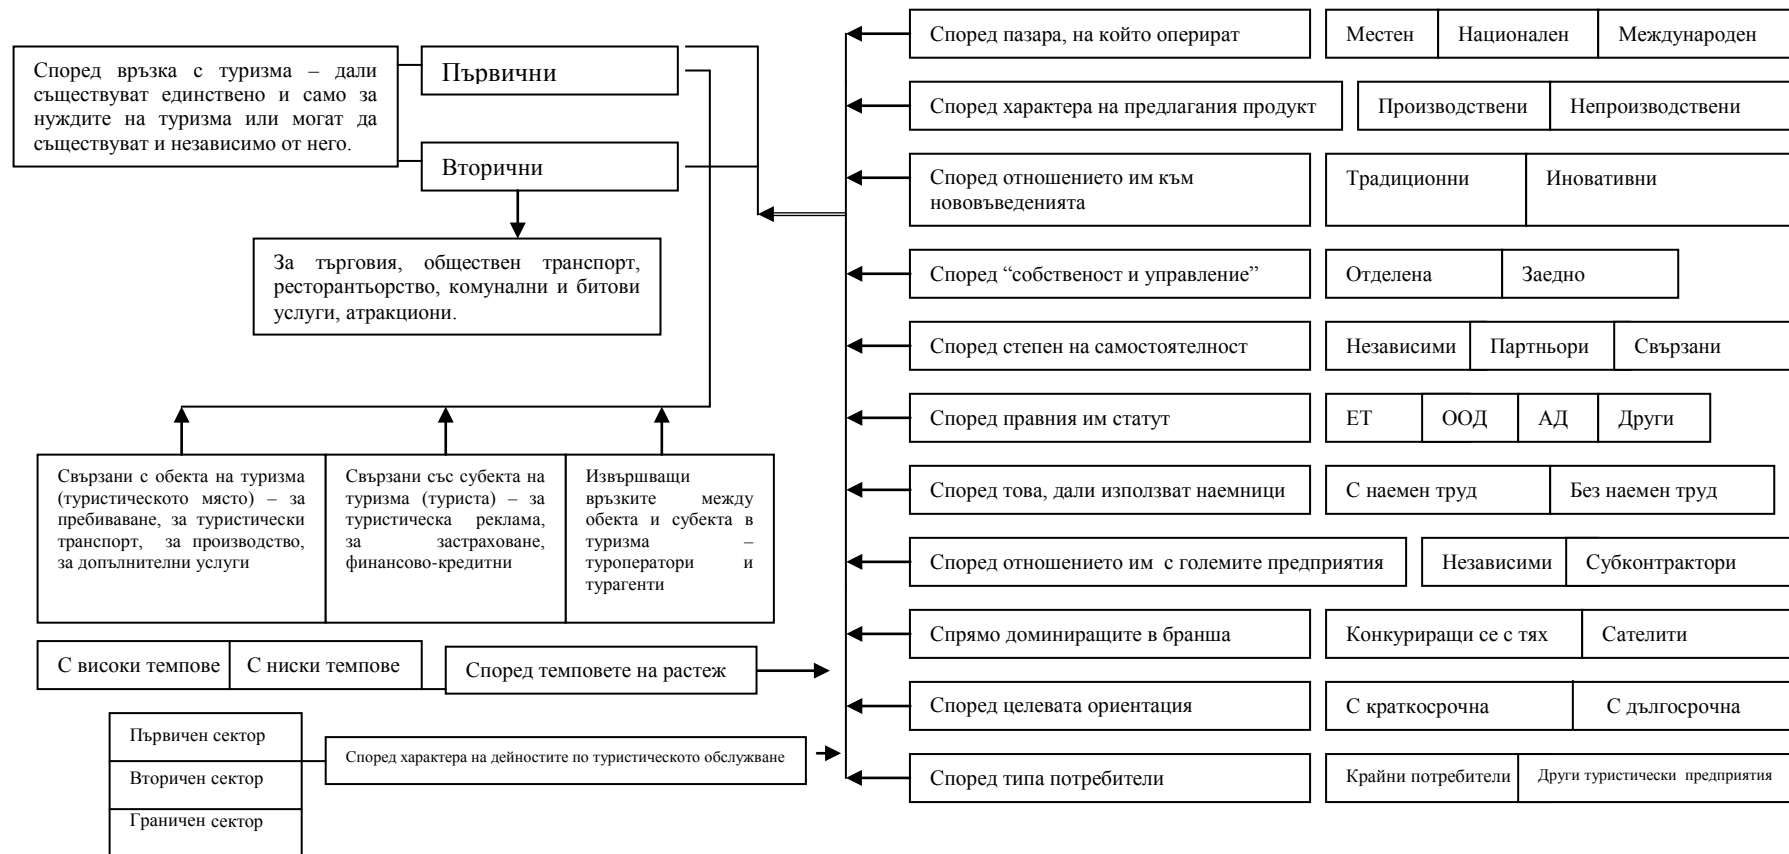 Според връзка с туризма – дали
съществуват единствено и само за
нуждите на туризма или могат да
съществуват и независимо от него.
Първични
Вторични
За търговия, обществен транспорт,
ресторантьорство, комунални и битови
услуги, атракциони.
Свързани с обекта на туризма
(туристическото място) – за
пребиваване, за туристически
транспорт, за производство,
за допълнителни услуги
Свързани със субекта на
туризма (туриста) – за
туристическа реклама,
за застраховане,
финансово-кредитни
Извършващи
връзките между
обекта и субекта в
туризма –
туроператори и
турагенти
С високи темпове
С ниски темпове
Според темповете на растеж
Първичен сектор
Вторичен сектор
Граничен сектор
Според характера на дейностите по туристическото обслужване
Според пазара, на който оперират
Местен
Национален
Международен
Според характера на предлагания продукт
Производствени
Непроизводствени
Според отношението им към
нововъведенията
Традиционни
Иновативни
Според “собственост и управление”
Отделена
Заедно
Според степен на самостоятелност
Независими
Партньори
Свързани
Според правния им статут
ЕТ
ООД
АД
Други
Според това, дали използват наемници
С наемен труд
Без наемен труд
Според отношението им с големите предприятия
Независими
Субконтрактори
Спрямо доминиращите в бранша
Конкуриращи се с тях
Сателити
Според целевата ориентация
С краткосрочна
С дългосрочна
Според типа потребители
Крайни потребители
Други туристически предприятия